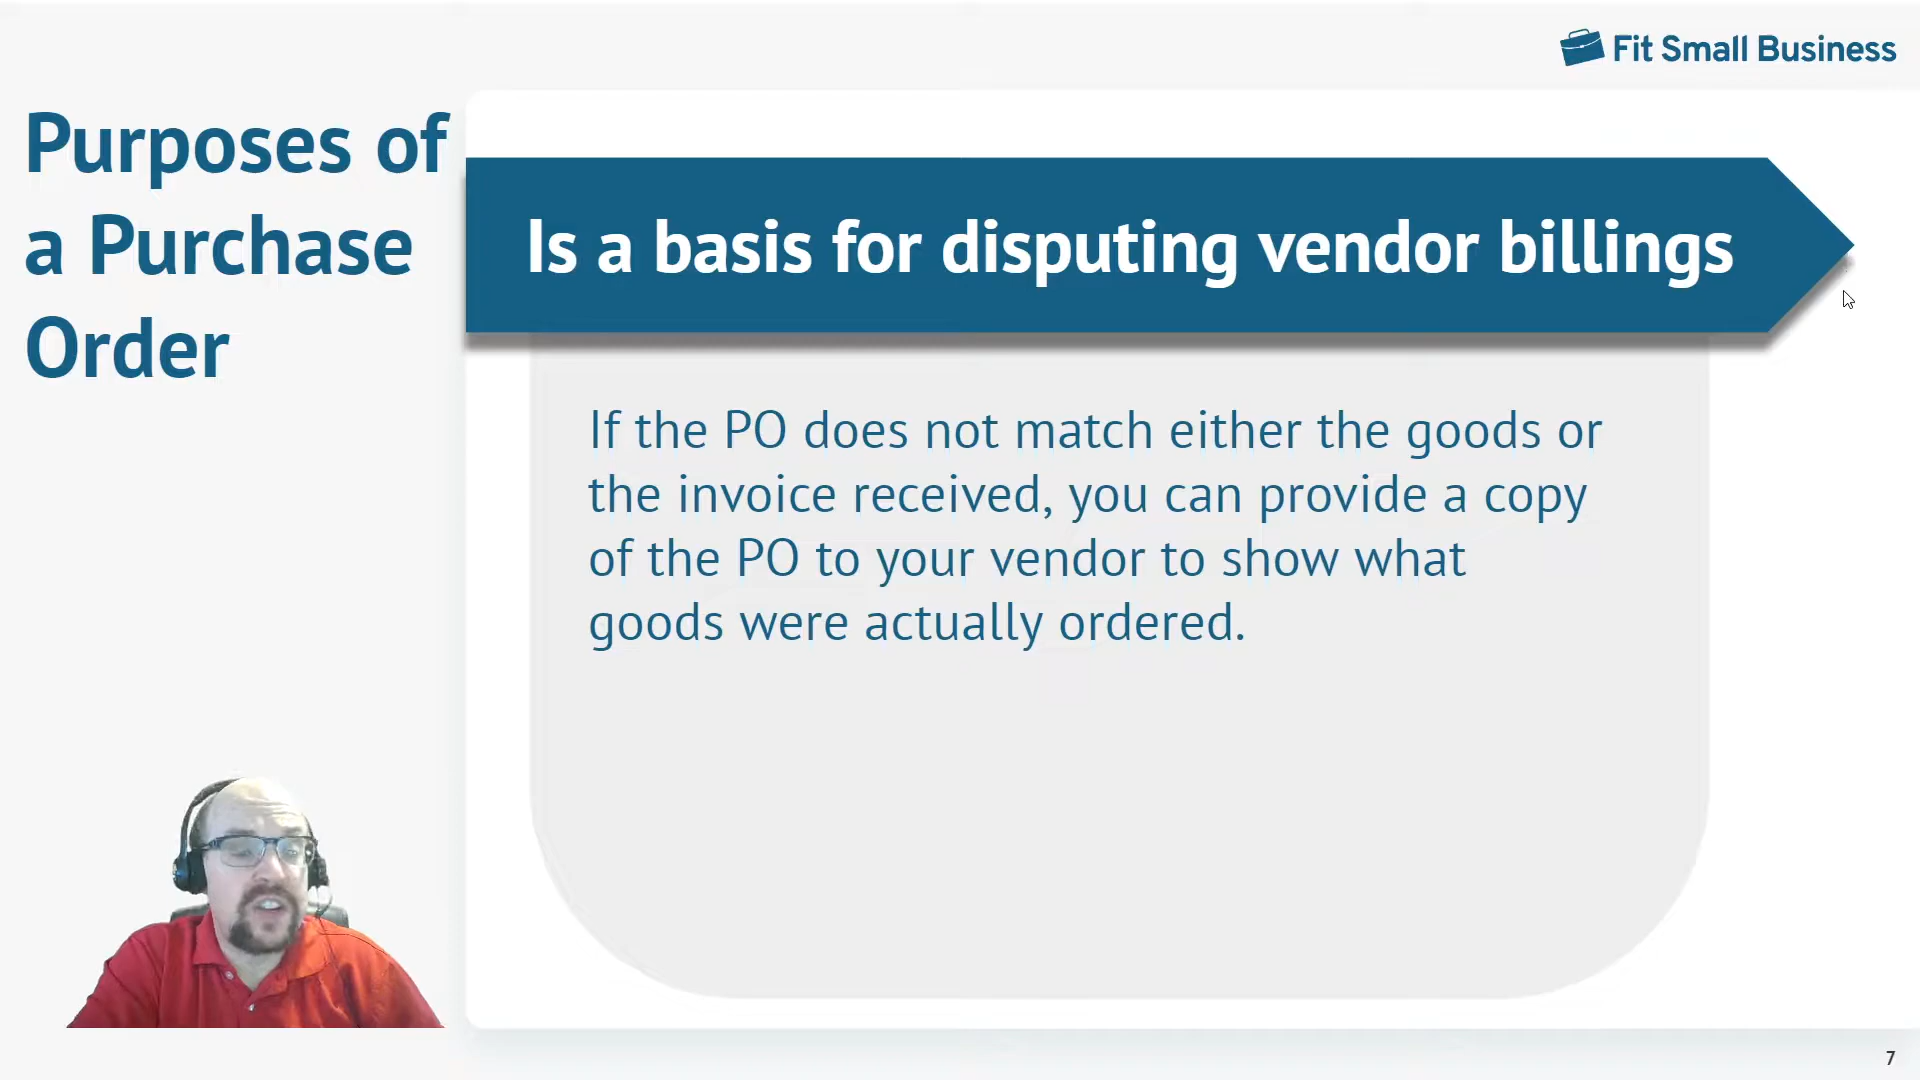 Fit Small Business
Purposes of
a Purchase
Order
Is a basis for disputing vendor billings
If the PO does not match either the goods or
the invoice received, you can provide a copy
of the PO to your vendor to show what
goods were actually ordered.
7